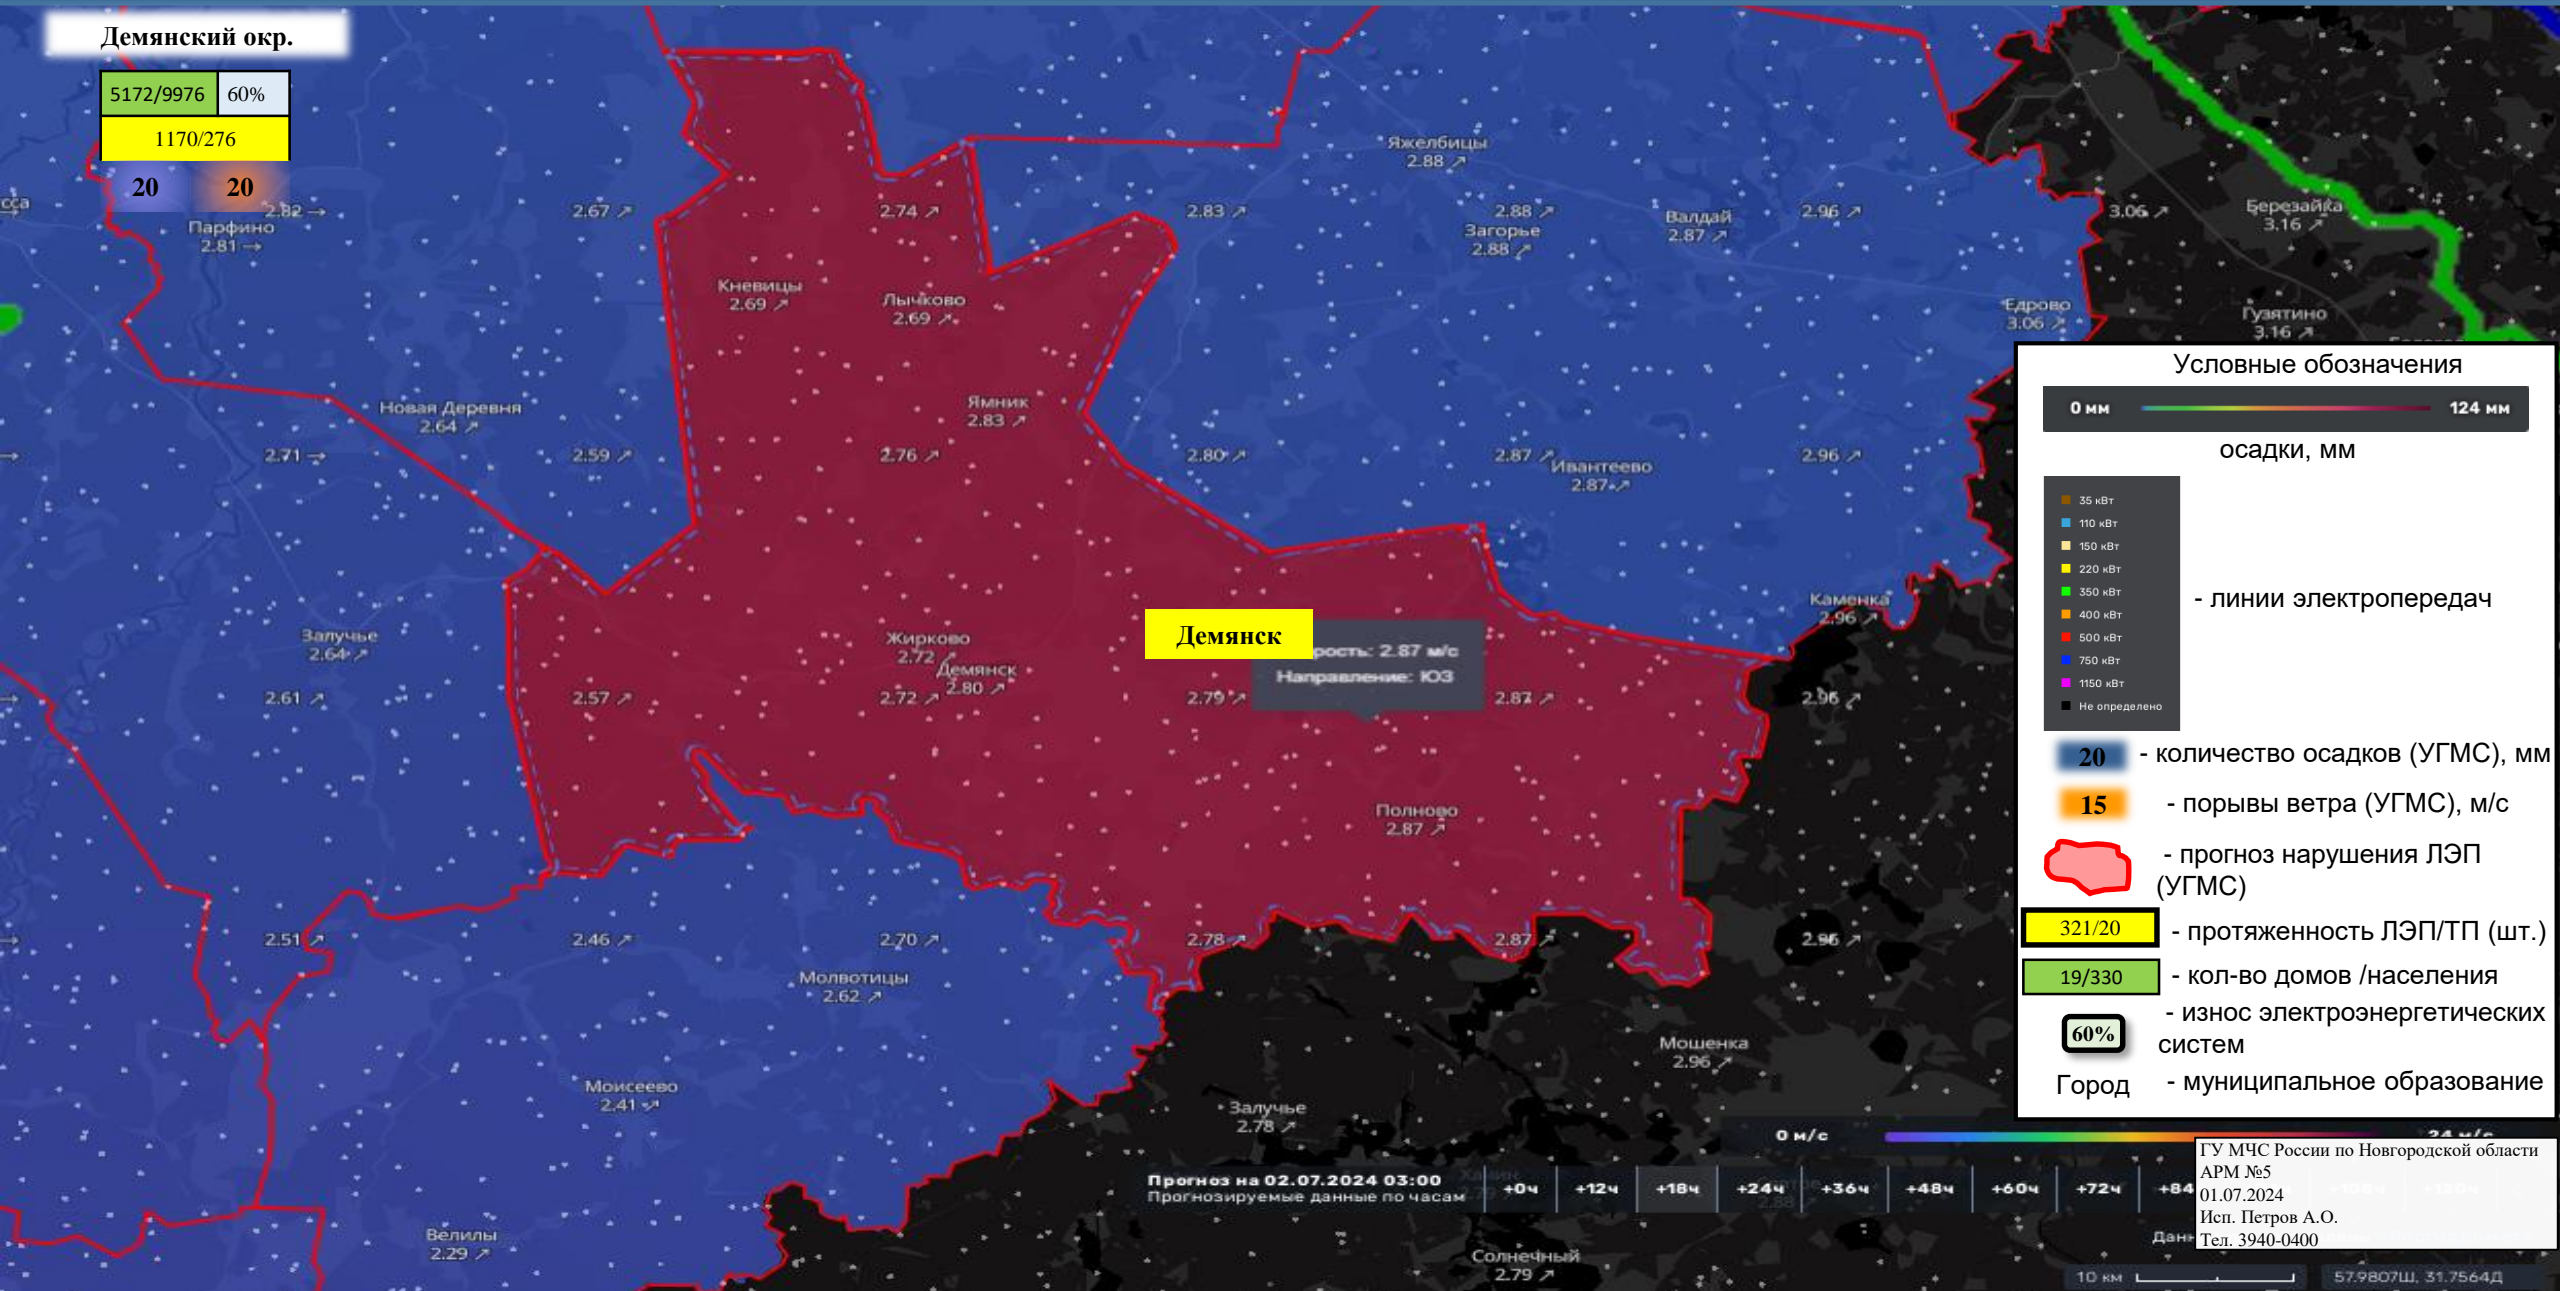 Демянский окр.
5172/9976 60%
1170/276
20 20
сса
2.82 →
Парфино
2.81 →
2.67 ↗
2.74 ↗
2.83 ↗
Яжелбицы
2.88 ↗
2.88 ↗
Загорье
2.88 ↗
Валдай
2.87 ↗
2.96 ↗
3.06 ↗
Березайка
3.16 ↗
Кневицы
2.69 ↗
Лычково
2.69 ↗
Едрово
3.06 ↗
Гузятино
3.16 ↗
Новая Деревня
2.64 ↗
Ямник
2.83 ↗
2.71 →
2.59 ↗
2.76 ↗
2.80 ↗
2.87 ↗
Ивантеево
2.87 ↗
2.96 ↗
Залучье
2.64 ↗
Жирково
2.72
Демянск
2.80 ↗
Демянск
рость: 2.87 м/с
Направление: ЮЗ
Каменка
2.96 ↗
2.61 ↗
2.57 ↗
2.72 ↗
2.79 ↗
2.87 ↗
2.96 ↗
Полново
2.87 ↗
2.51 ↗
2.46 ↗
2.70 ↗
2.78 ↗
2.87 ↗
2.96 ↗
Молвотицы
2.62 ↗
Моисеево
2.41 ↗
Мошенка
2.96 ↗
Залучье
2.78 ↗
Велилы
2.29 ↗
Солнечный
2.79 ↗
Условные обозначения
0 мм 124 мм
осадки, мм
35 кВт
110 кВт
150 кВт
220 кВт
350 кВт
400 кВт
500 кВт
750 кВт
1150 кВт
Не определено
- линии электропередач
20 - количество осадков (УГМС), мм
15 - порывы ветра (УГМС), м/с
- прогноз нарушения ЛЭП
(УГМС)
321/20 - протяженность ЛЭП/ТП (шт.)
19/330 - кол-во домов /населения
60% - износ электроэнергетических
систем
Город - муниципальное образование
0 м/с 24 м/с
Прогноз на 02.07.2024 03:00
Прогнозируемые данные по часам
+0ч +12ч +18ч +24ч +36ч +48ч +60ч +72ч +84
ГУ МЧС России по Новгородской области
АРМ №5
01.07.2024
Исп. Петров А.О.
Тел. 3940-0400
Данн
10 км
57.9807Ш, 31.7564Д